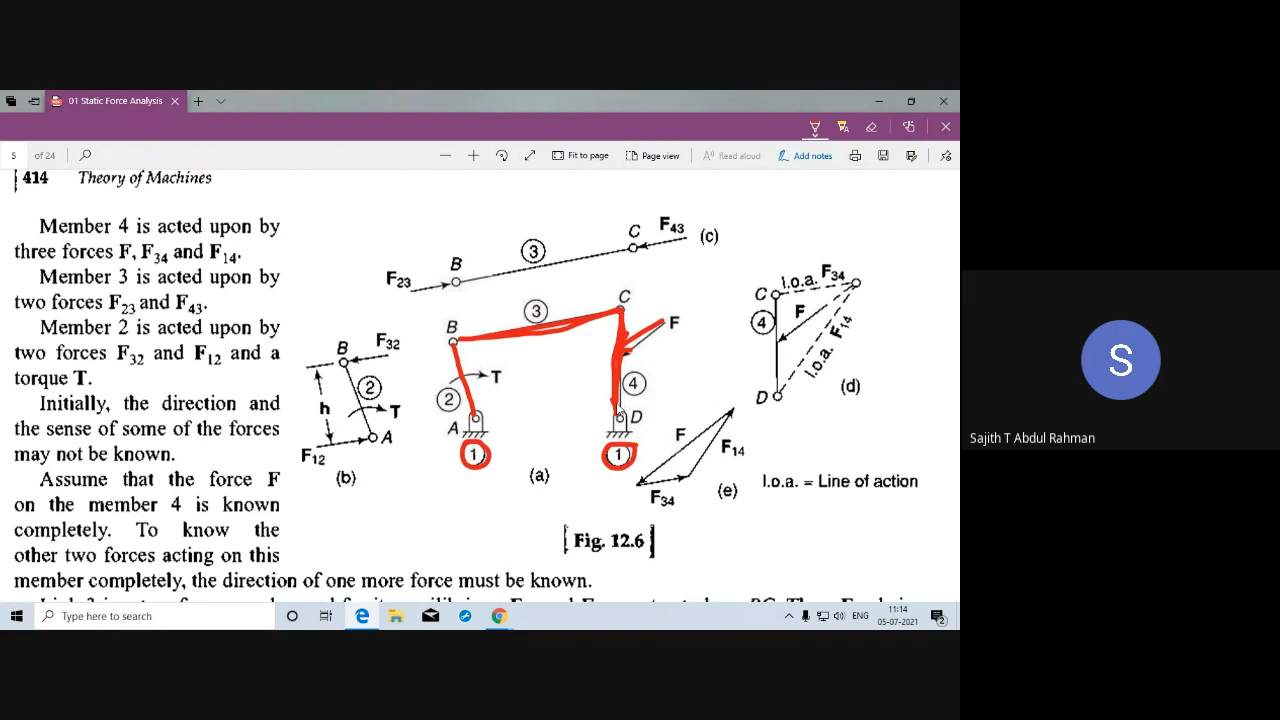 01 Static Force Analysis
5 of 24
Fit to page
Page view
Read aloud
Add notes
414 Theory of Machines
Member 4 is acted upon by
three forces F, F34 and F14.
Member 3 is acted upon by
two forces F23 and F43.
Member 2 is acted upon by
two forces F32 and F12 and a
torque T.
Initially, the direction and
the sense of some of the forces
may not be known.
Assume that the force F
on the member 4 is known
completely. To know the
other two forces acting on this
member completely, the direction of one more force must be known.
F23 B 3 C F43 (c)
B F32 2 h T A F12 (b)
B 3 C F T 2 4 A D 1 1 (a)
C l.o.a. F34 F 4 l.o.a. F14 D (d)
F F14 F34 (e)
l.o.a. = Line of action
[Fig. 12.6]
S
Sajith T Abdul Rahman
Type here to search
ENG
11:14
05-07-2021
2